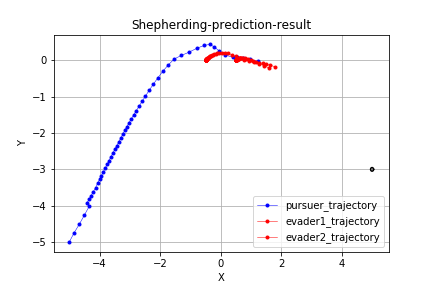 Shepherding-prediction-result
Y
0
−1
−2
−3
−4
−5
−4
−2
0
2
4
X
pursuer_trajectory
evader1_trajectory
evader2_trajectory